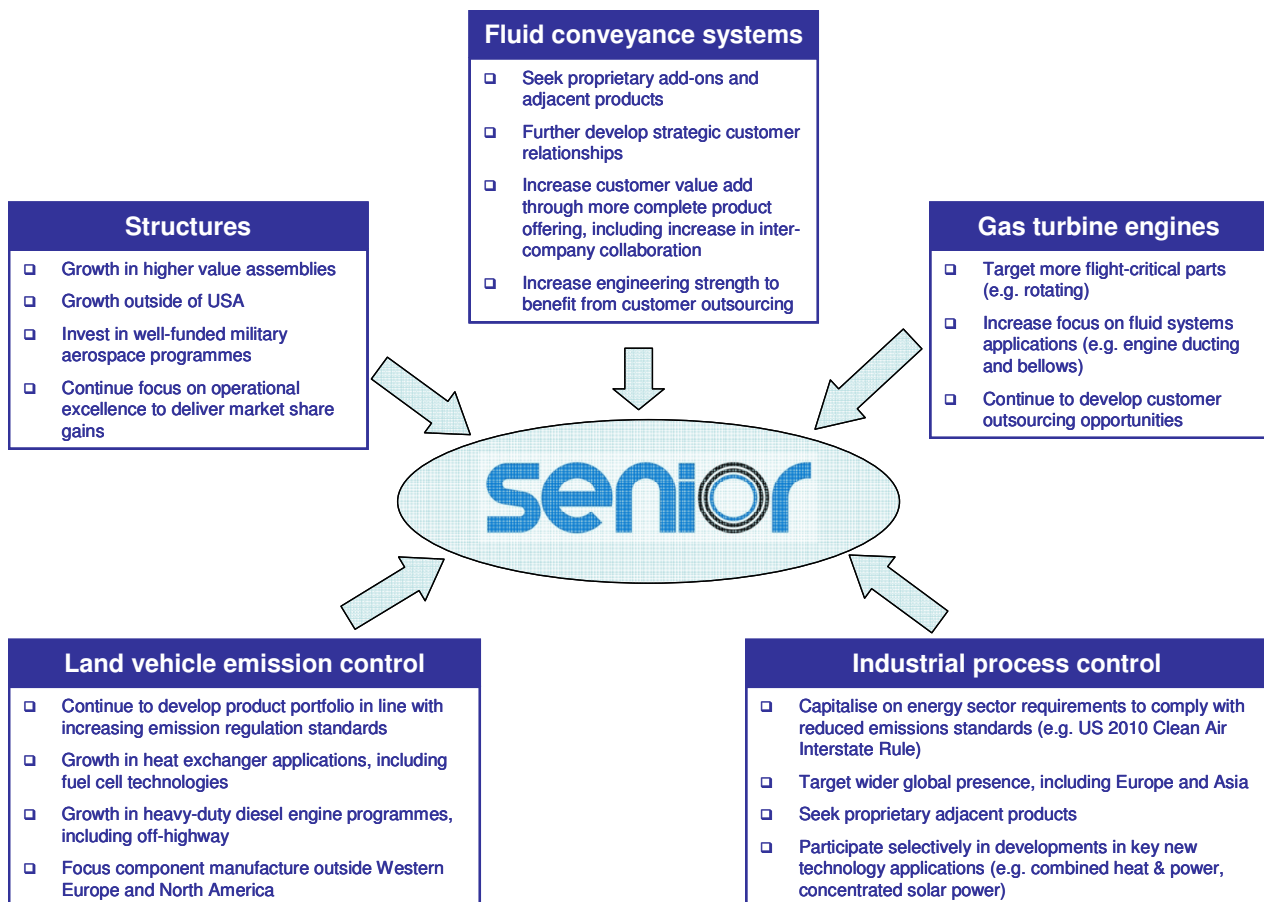 Fluid conveyance systems
Seek proprietary add-ons and
adjacent products
Further develop strategic customer
relationships
Increase customer value add
through more complete product
offering, including increase in inter-
company collaboration
Increase engineering strength to
benefit from customer outsourcing
Structures
Growth in higher value assemblies
Growth outside of USA
Invest in well-funded military
aerospace programmes
Continue focus on operational
excellence to deliver market share
gains
Gas turbine engines
Target more flight-critical parts
(e.g. rotating)
Increase focus on fluid systems
applications (e.g. engine ducting
and bellows)
Continue to develop customer
outsourcing opportunities
senior
Land vehicle emission control
Continue to develop product portfolio in line with
increasing emission regulation standards
Growth in heat exchanger applications, including
fuel cell technologies
Growth in heavy-duty diesel engine programmes,
including off-highway
Focus component manufacture outside Western
Europe and North America
Industrial process control
Capitalise on energy sector requirements to comply with
reduced emissions standards (e.g. US 2010 Clean Air
Interstate Rule)
Target wider global presence, including Europe and Asia
Seek proprietary adjacent products
Participate selectively in developments in key new
technology applications (e.g. combined heat & power,
concentrated solar power)